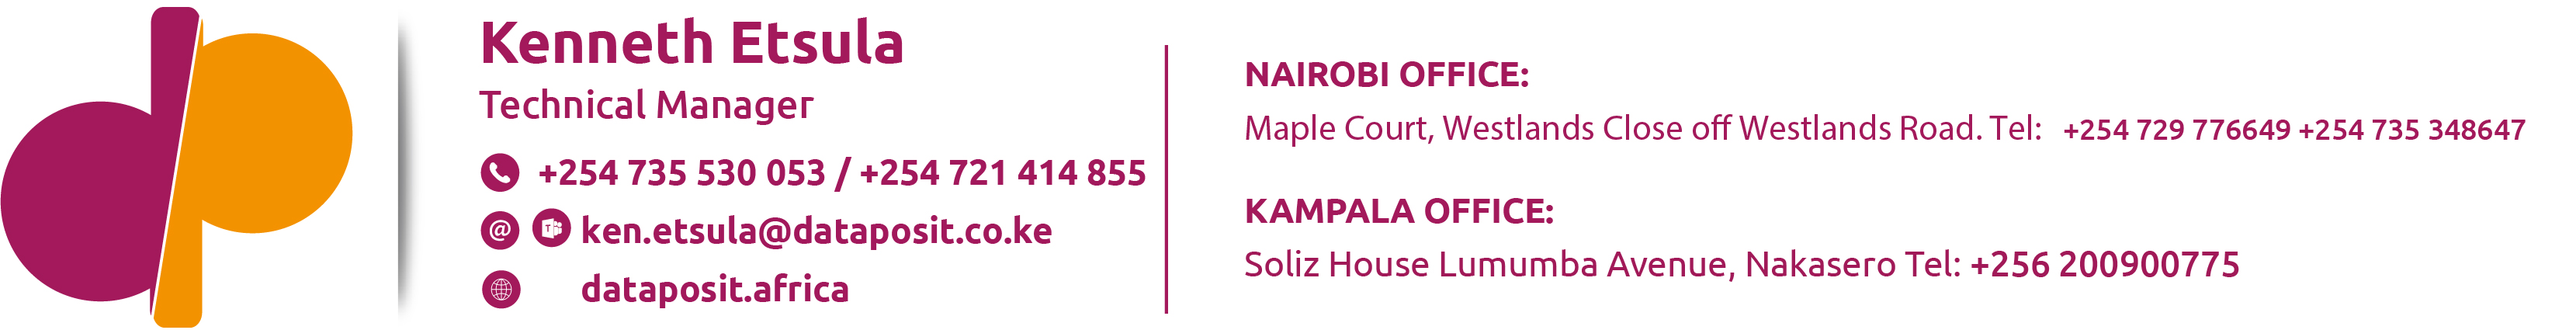 Kenneth Etsula
Technical Manager
+254 735 530 053 / +254 721 414 855
ken.etsula@dataposit.co.ke
dataposit.africa
NAIROBI OFFICE:
Maple Court, Westlands Close off Westlands Road. Tel: +254 729 776649 +254 735 348647
KAMPALA OFFICE:
Soliz House Lumumba Avenue, Nakasero Tel: +256 200900775